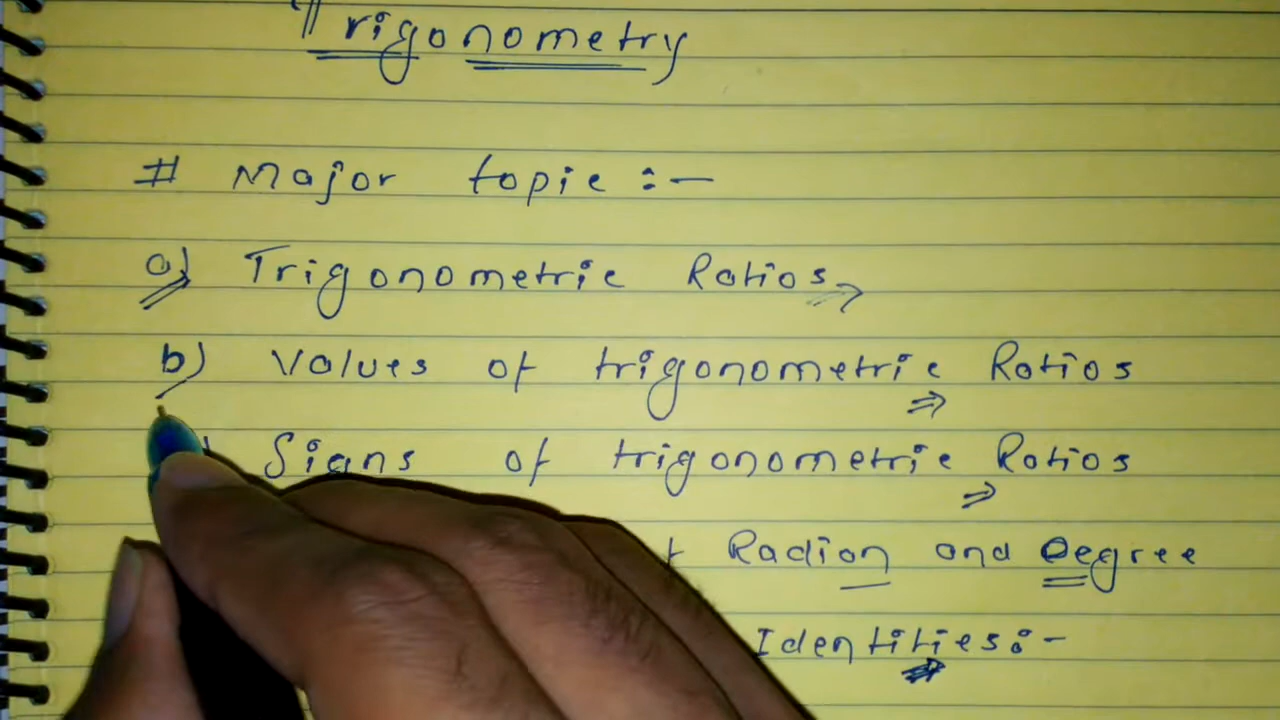 Trigonometry
# Major topic :-
a) Trigonometric Ratios
b) Values of trigonometric Ratios
Signs of trigonometric Ratios
Radian and Degree
Identities:-